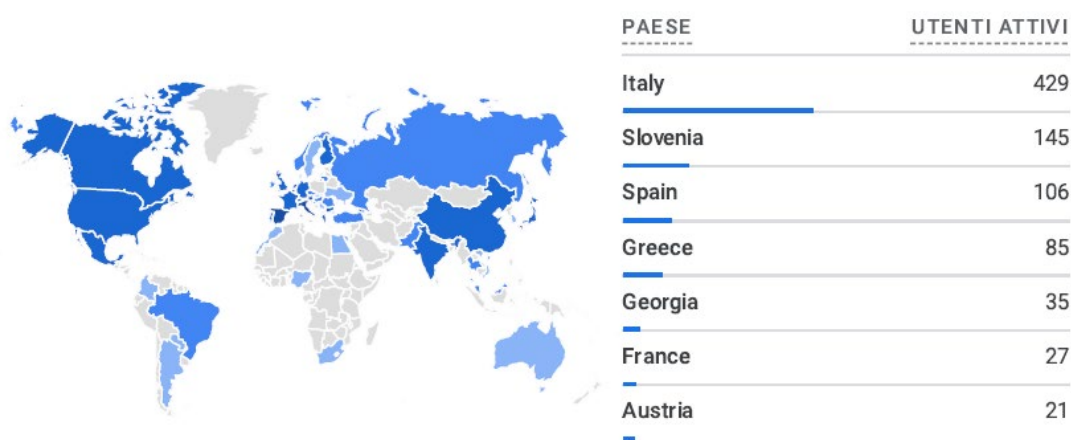 PAESE UTENTI ATTIVI
Italy 429
Slovenia 145
Spain 106
Greece 85
Georgia 35
France 27
Austria 21